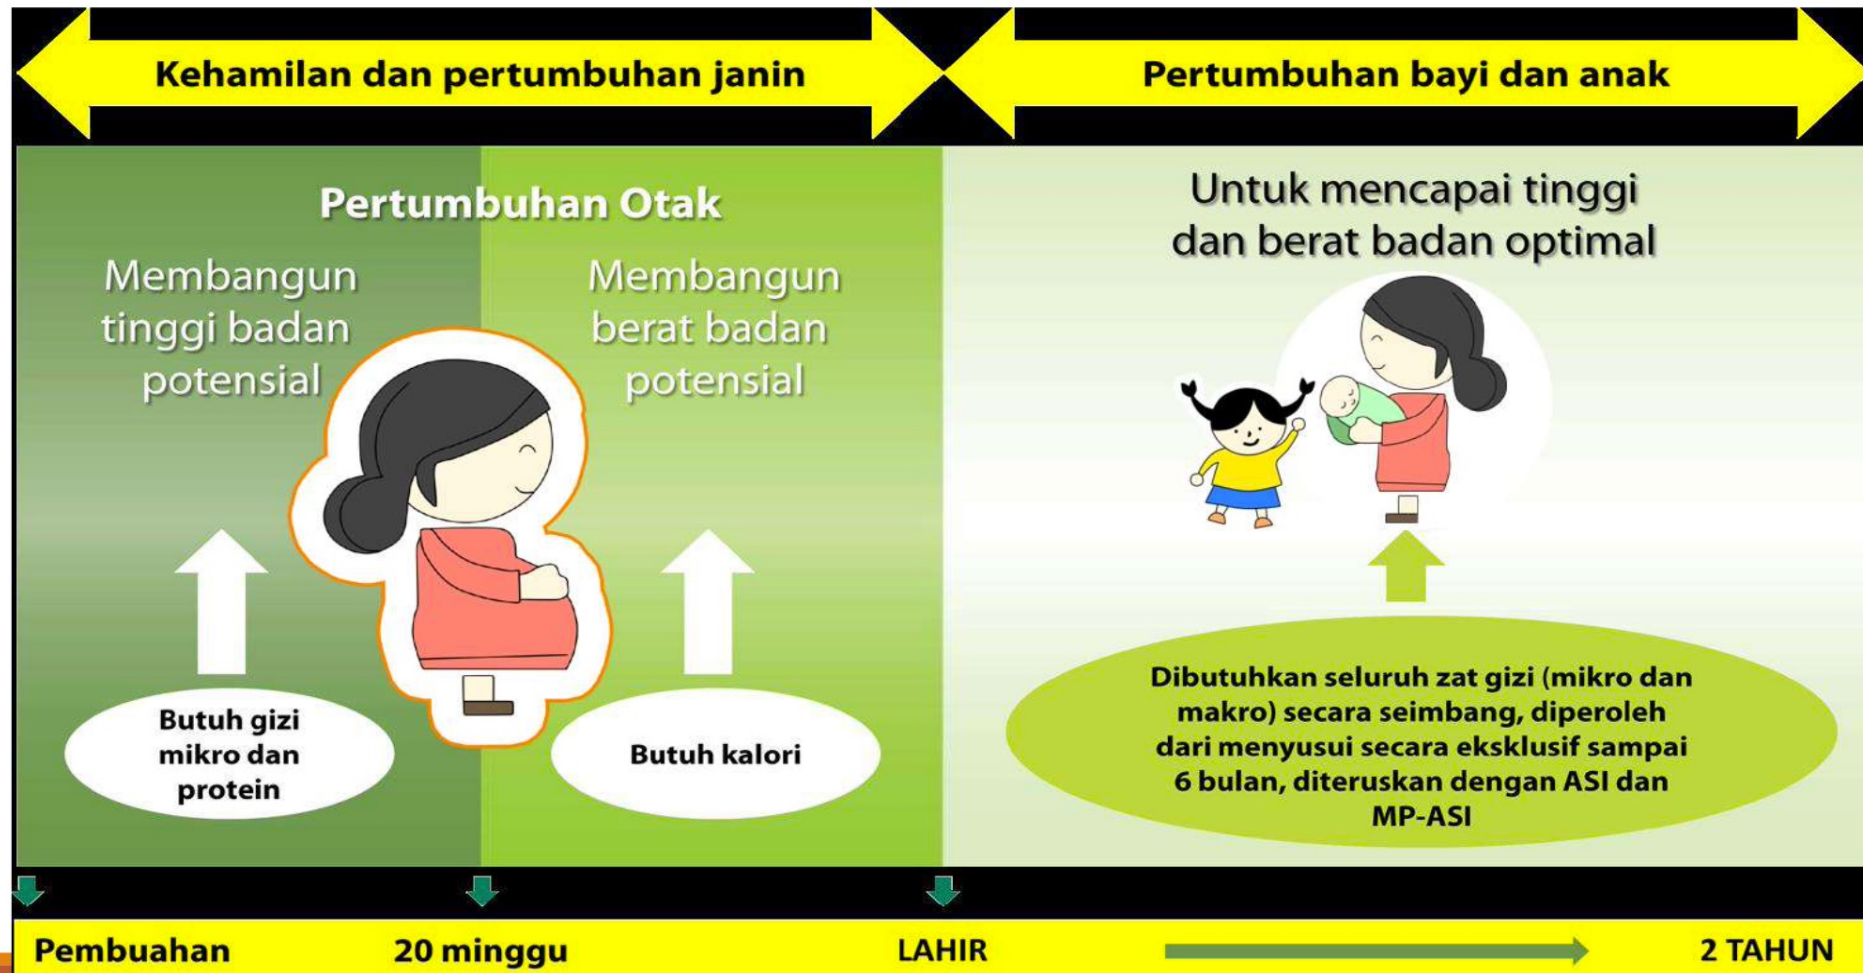 Kehamilan dan pertumbuhan janin
Pertumbuhan bayi dan anak
Pertumbuhan Otak
Membangun
tinggi badan
potensial
Membangun
berat badan
potensial
Untuk mencapai tinggi
dan berat badan optimal
Butuh gizi
mikro dan
protein
Butuh kalori
Dibutuhkan seluruh zat gizi (mikro dan
makro) secara seimbang, diperoleh
dari menyusui secara eksklusif sampai
6 bulan, diteruskan dengan ASI dan
MP-ASI
Pembuahan
20 minggu
LAHIR
2 TAHUN